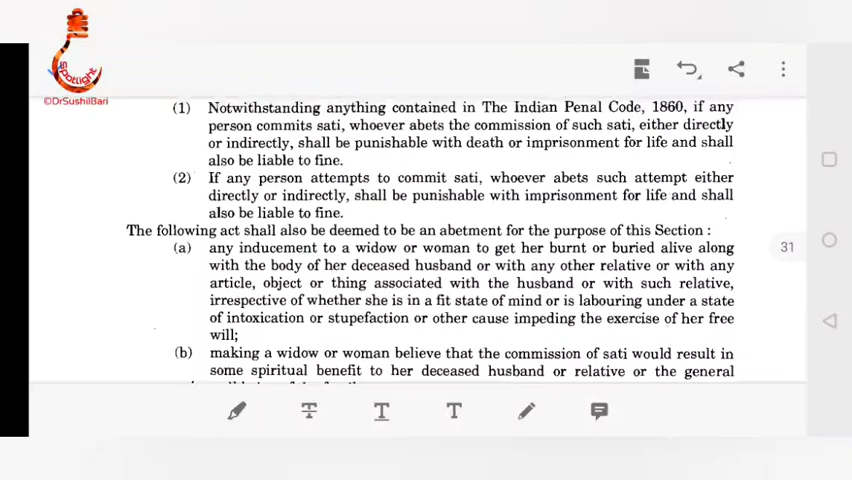 Spotlight
©DrSushilBari
(1) Notwithstanding anything contained in The Indian Penal Code, 1860, if any
person commits sati, whoever abets the commission of such sati, either directly
or indirectly, shall be punishable with death or imprisonment for life and shall
also be liable to fine.
(2) If any person attempts to commit sati, whoever abets such attempt either
directly or indirectly, shall be punishable with imprisonment for life and shall
also be liable to fine.
The following act shall also be deemed to be an abetment for the purpose of this Section :
(a) any inducement to a widow or woman to get her burnt or buried alive along
with the body of her deceased husband or with any other relative or with any
article, object or thing associated with the husband or with such relative,
irrespective of whether she is in a fit state of mind or is labouring under a state
of intoxication or stupefaction or other cause impeding the exercise of her free
will;
(b) making a widow or woman believe that the commission of sati would result in
some spiritual benefit to her deceased husband or relative or the general
31
T
T
T